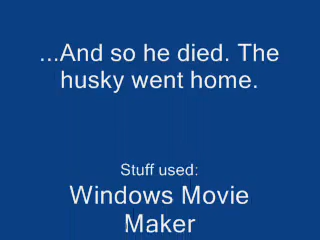 ...And so he died. The
husky went home.
Stuff used:
Windows Movie
Maker